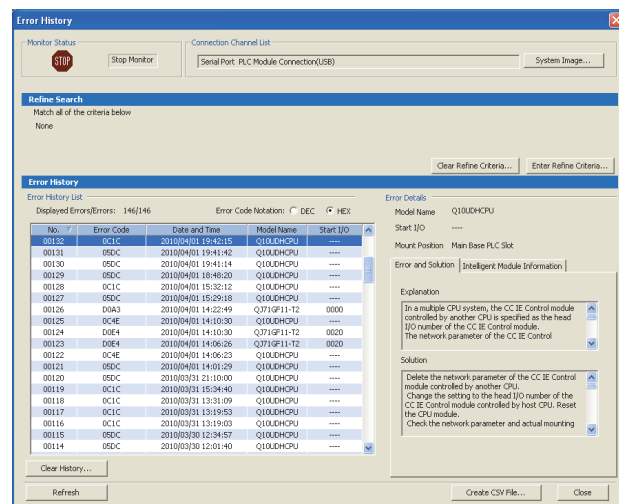 Error History
Monitor Status
STOP
Stop Monitor
Connection Channel List
Serial Port PLC Module Connection(USB)
System Image...
Refine Search
Match all of the criteria below
None
Clear Refine Criteria...
Enter Refine Criteria...
Error History
Error History List
Displayed Errors/Errors: 146/146
Error Code Notation: DEC HEX
No. Error Code Date and Time Model Name Start I/O
00132 0C1C 2010/04/01 19:42:15 Q10UDHCPU ----
00131 05DC 2010/04/01 19:41:14 Q10UDHCPU ----
00130 05DC 2010/04/01 19:41:14 Q10UDHCPU ----
00129 05DC 2010/04/01 18:48:20 Q10UDHCPU ----
00128 0C1C 2010/04/01 15:32:12 Q10UDHCPU ----
00127 05DC 2010/04/01 15:29:18 Q10UDHCPU ----
00126 D0A3 2010/04/01 14:22:49 QJ71GF11-T2 0000
00125 0C4E 2010/04/01 14:10:30 Q10UDHCPU ----
00124 D0E4 2010/04/01 14:10:30 QJ71GF11-T2 0020
00123 D0E4 2010/04/01 14:06:26 QJ71GF11-T2 0020
00122 0C4E 2010/04/01 14:06:23 Q10UDHCPU ----
00121 05DC 2010/04/01 14:01:29 Q10UDHCPU ----
00120 05DC 2010/03/31 21:10:00 Q10UDHCPU ----
00119 0C1C 2010/03/31 15:34:40 Q10UDHCPU ----
00118 0C1C 2010/03/31 13:31:09 Q10UDHCPU ----
00117 0C1C 2010/03/31 13:19:53 Q10UDHCPU ----
00116 0C1C 2010/03/31 13:19:03 Q10UDHCPU ----
00115 05DC 2010/03/30 12:34:57 Q10UDHCPU ----
00114 05DC 2010/03/30 12:01:40 Q10UDHCPU ----
Clear History...
Error Details
Model Name Q10UDHCPU
Start I/O ----
Mount Position Main Base PLC Slot
Error and Solution Intelligent Module Information
Explanation
In a multiple CPU system, the CC IE Control module
controlled by another CPU is specified as the head
I/O number of the CC IE Control module.
The network parameter of the CC IE Control
Solution
Delete the network parameter of the CC IE Control
module controlled by another CPU.
Change the setting to the head I/O number of the
CC IE Control module controlled by host CPU. Reset
the CPU module.
Check the network parameter and actual mounting
Refresh
Create CSV File...
Close